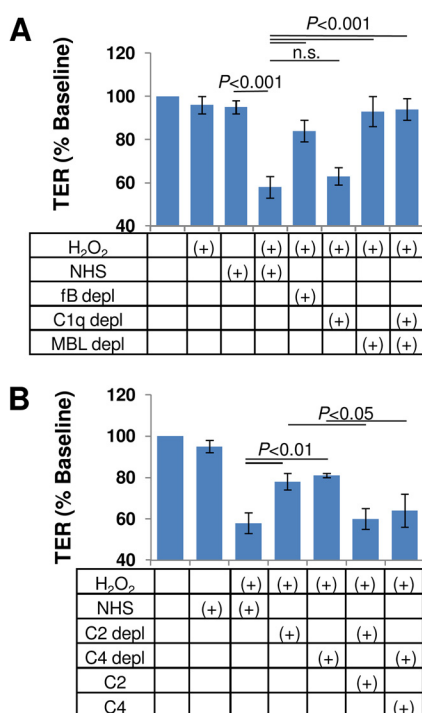 A
P<0.001
n.s.
P<0.001
TER (% Baseline)
120
100
80
60
40
H₂O₂ (+) (+) (+) (+) (+) (+)
NHS (+) (+)
fB depl (+)
C1q depl (+) (+)
MBL depl (+) (+)
B
P<0.05
P<0.01
TER (% Baseline)
120
100
80
60
40
H₂O₂ (+) (+) (+) (+) (+)
NHS (+) (+)
C2 depl (+) (+)
C4 depl (+) (+)
C2 (+)
C4 (+)